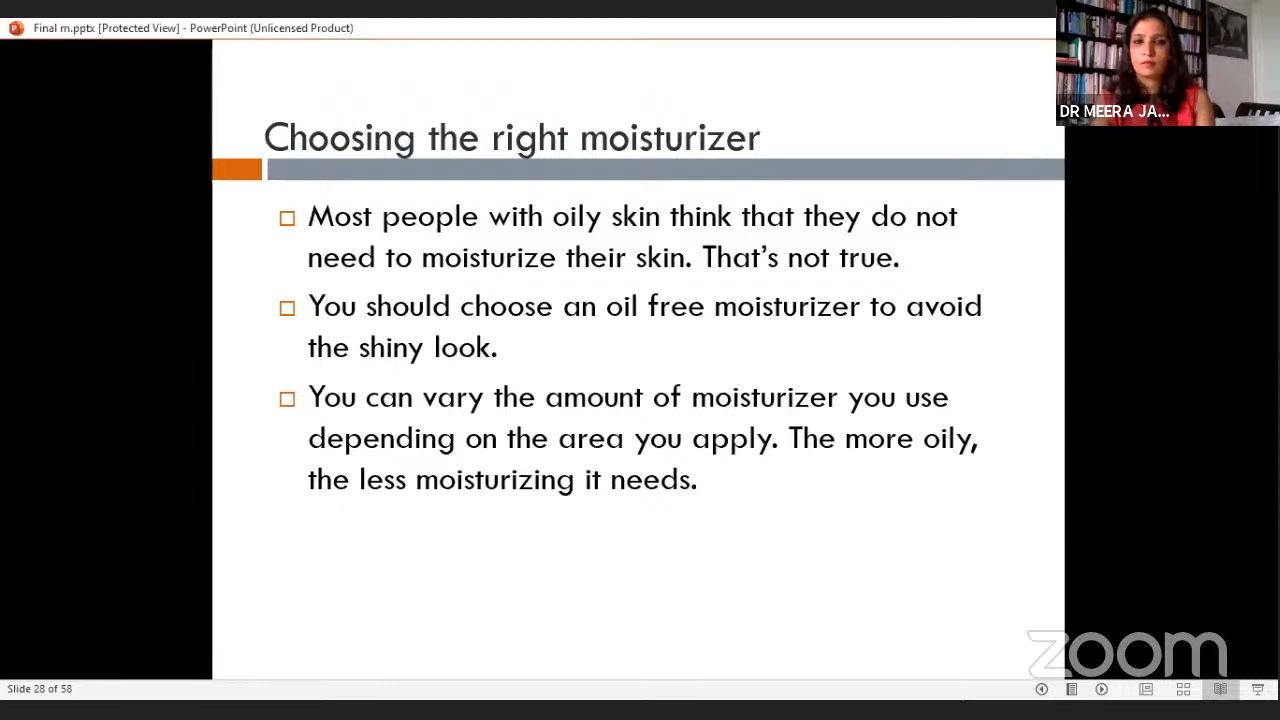 Final m.pptx [Protected View] - PowerPoint (Unlicensed Product)
DR MEERA JA...
Choosing the right moisturizer
Most people with oily skin think that they do not
need to moisturize their skin. That's not true.
You should choose an oil free moisturizer to avoid
the shiny look.
You can vary the amount of moisturizer you use
depending on the area you apply. The more oily,
the less moisturizing it needs.
zoom
Slide 28 of 58